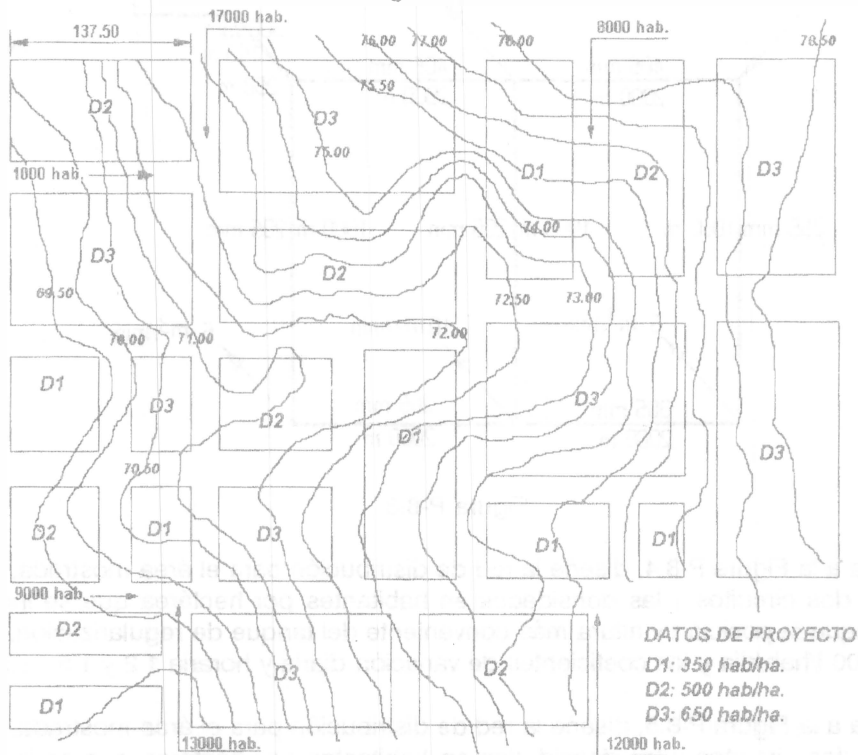 17000 hab.
137.50
76.00
77.00
78.00
8000 hab.
78.50
75.50
D2
D3
75.00
D1
D2
D3
1000 hab.
74.00
D3
D2
69.50
72.50
73.00
70.00
71.00
72.00
D1
D3
D2
D1
D3
D3
70.50
D2
D1
D3
D1
D1
9000 hab.
D2
D3
D2
D1
13000 hab.
12000 hab.
DATOS DE PROYECTO
D1: 350 hab/ha.
D2: 500 hab/ha.
D3: 650 hab/ha.